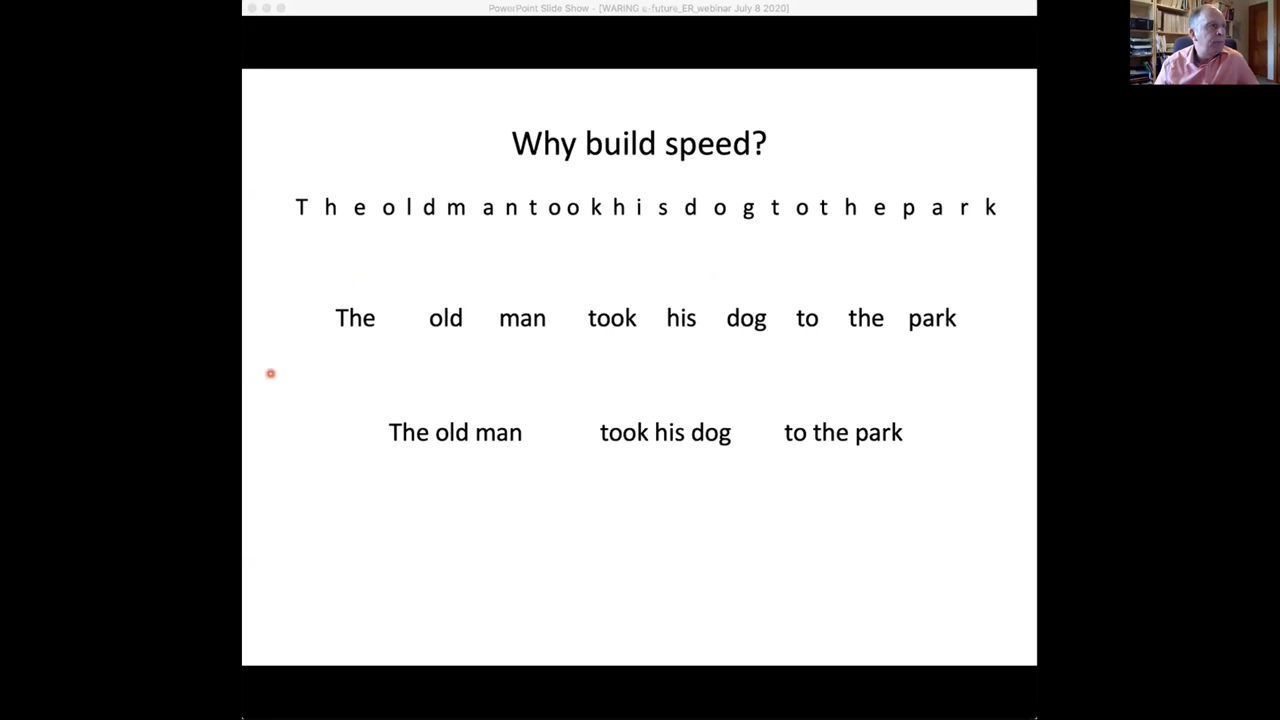 PowerPoint Slide Show - [WARING e-future_ER_webinar July 8 2020]
Why build speed?
T h e o l d m a n t o o k h i s d o g t o t h e p a r k
The old man took his dog to the park
The old man took his dog to the park